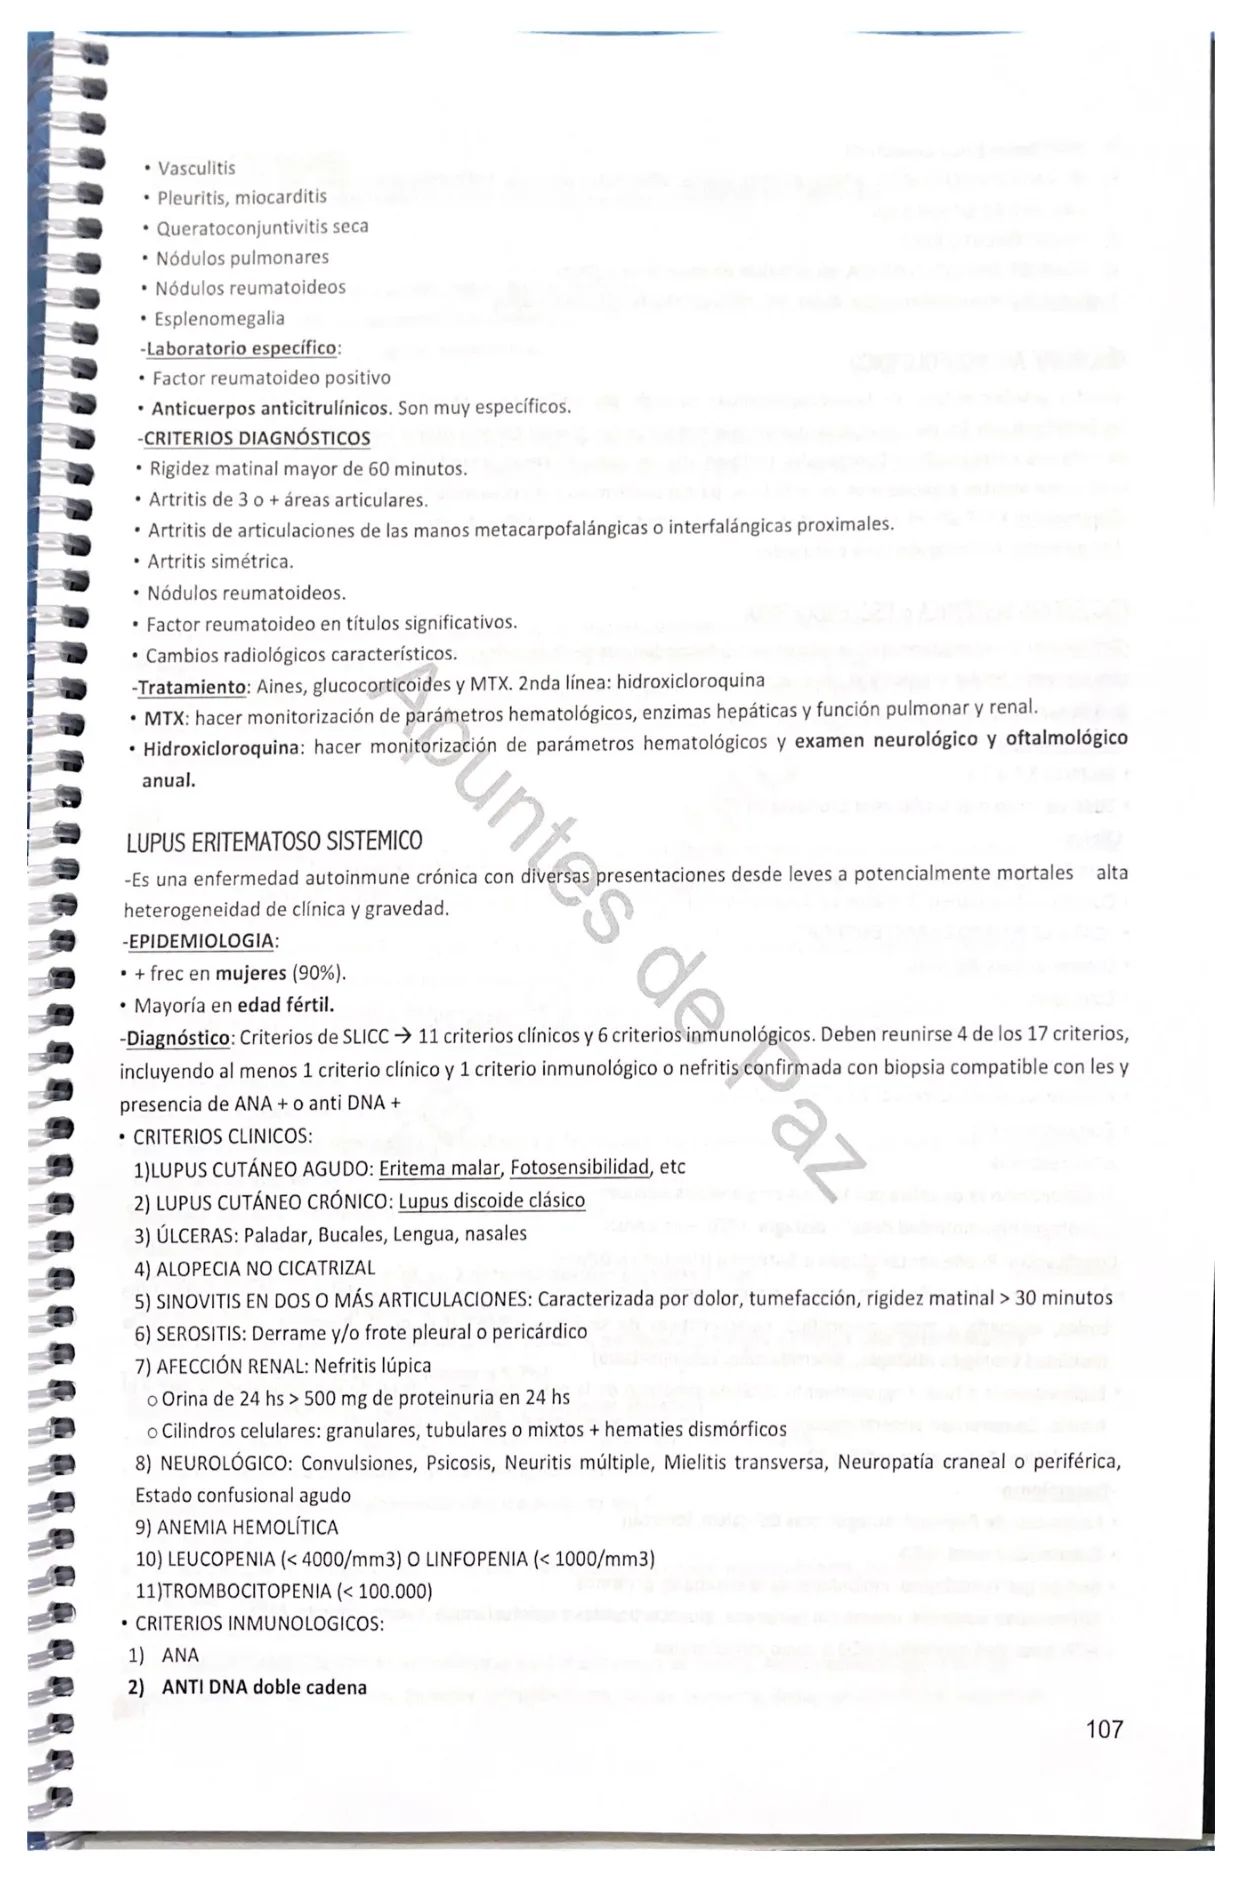 • Vasculitis
• Pleuritis, miocarditis
• Queratoconjuntivitis seca
• Nódulos pulmonares
• Nódulos reumatoideos
• Esplenomegalia
-Laboratorio específico:
• Factor reumatoideo positivo
• Anticuerpos anticitrulínicos. Son muy específicos.
-CRITERIOS DIAGNÓSTICOS
• Rigidez matinal mayor de 60 minutos.
• Artritis de 3 o + áreas articulares.
• Artritis de articulaciones de las manos metacarpofalángicas o interfalángicas proximales.
• Artritis simétrica.
• Nódulos reumatoideos.
• Factor reumatoideo en títulos significativos.
• Cambios radiológicos característicos.
-Tratamiento: Aines, glucocorticoides y MTX. 2nda línea: hidroxicloroquina
• MTX: hacer monitorización de parámetros hematológicos, enzimas hepáticas y función pulmonar y renal.
• Hidroxicloroquina: hacer monitorización de parámetros hematológicos y examen neurológico y oftalmológico
anual.
LUPUS ERITEMATOSO SISTEMICO
-Es una enfermedad autoinmune crónica con diversas presentaciones desde leves a potencialmente mortales alta
heterogeneidad de clínica y gravedad.
-EPIDEMIOLOGIA:
• + frec en mujeres (90%).
• Mayoría en edad fértil.
-Diagnóstico: Criterios de SLICC → 11 criterios clínicos y 6 criterios inmunológicos. Deben reunirse 4 de los 17 criterios,
incluyendo al menos 1 criterio clínico y 1 criterio inmunológico o nefritis confirmada con biopsia compatible con les y
presencia de ANA + o anti DNA +
• CRITERIOS CLINICOS:
1)LUPUS CUTÁNEO AGUDO: Eritema malar, Fotosensibilidad, etc
2) LUPUS CUTÁNEO CRÓNICO: Lupus discoide clásico
3) ÚLCERAS: Paladar, Bucales, Lengua, nasales
4) ALOPECIA NO CICATRIZAL
5) SINOVITIS EN DOS O MÁS ARTICULACIONES: Caracterizada por dolor, tumefacción, rigidez matinal > 30 minutos
6) SEROSITIS: Derrame y/o frote pleural o pericárdico
7) AFECCIÓN RENAL: Nefritis lúpica
o Orina de 24 hs > 500 mg de proteinuria en 24 hs
o Cilindros celulares: granulares, tubulares o mixtos + hematies dismórficos
8) NEUROLÓGICO: Convulsiones, Psicosis, Neuritis múltiple, Mielitis transversa, Neuropatía craneal o periférica,
Estado confusional agudo
9) ANEMIA HEMOLÍTICA
10) LEUCOPENIA (< 4000/mm3) O LINFOPENIA (< 1000/mm3)
11)TROMBOCITOPENIA (< 100.000)
• CRITERIOS INMUNOLOGICOS:
1) ANA
2) ANTI DNA doble cadena
107
Apuntes de Paz